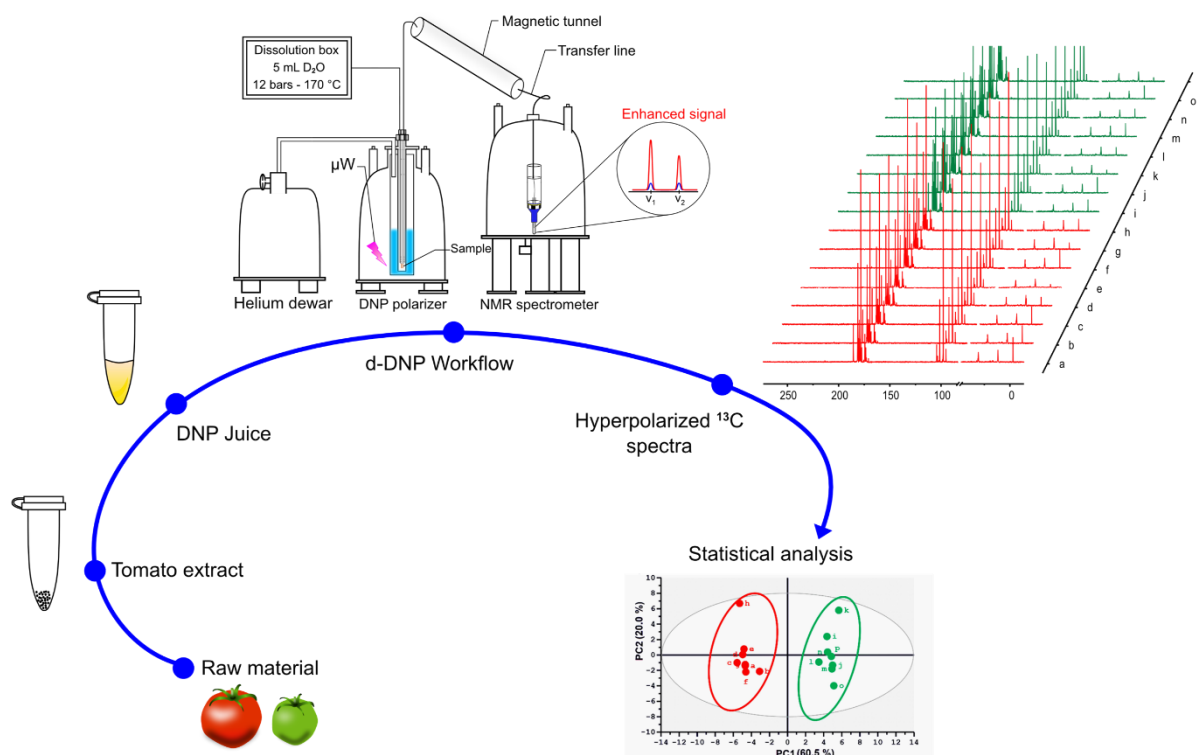 Magnetic tunnel
Transfer line
Dissolution box
5 mL D₂O
12 bars - 170 °C
Enhanced signal
V₁
V₂
µW
Sample
Helium dewar
DNP polarizer
NMR spectrometer
o
n
m
l
k
j
i
h
g
f
e
d
c
b
a
250
200
150
100
50
0
d-DNP Workflow
DNP Juice
Hyperpolarized ¹³C
spectra
Tomato extract
Raw material
Statistical analysis
PC2 (20.0 %)
10
8
6
4
2
0
−2
−4
−6
−8
−10
h
e
d
c
a
b
f
k
i
n
P
l
j
m
o
−14 −12 −10 −8 −6 −4 −2 0 2 4 6 8 10 12 14
PC1 (60.5 %)